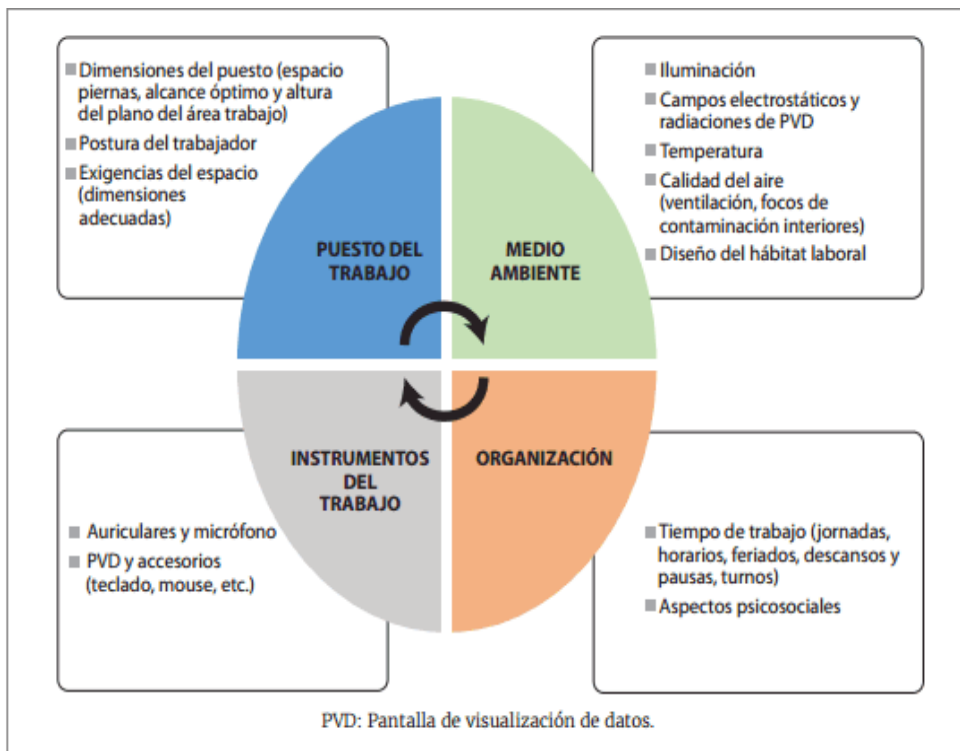 ■ Dimensiones del puesto (espacio
piernas, alcance óptimo y altura
del plano del área trabajo)
■ Postura del trabajador
■ Exigencias del espacio
(dimensiones
adecuadas)
■ Iluminación
■ Campos electrostáticos y
radiaciones de PVD
■ Temperatura
■ Calidad del aire
(ventilación, focos de
contaminación interiores)
■ Diseño del hábitat laboral
PUESTO DEL
TRABAJO
MEDIO
AMBIENTE
INSTRUMENTOS
DEL
TRABAJO
ORGANIZACIÓN
■ Auriculares y micrófono
■ PVD y accesorios
(teclado, mouse, etc.)
■ Tiempo de trabajo (jornadas,
horarios, feriados, descansos y
pausas, turnos)
■ Aspectos psicosociales
PVD: Pantalla de visualización de datos.